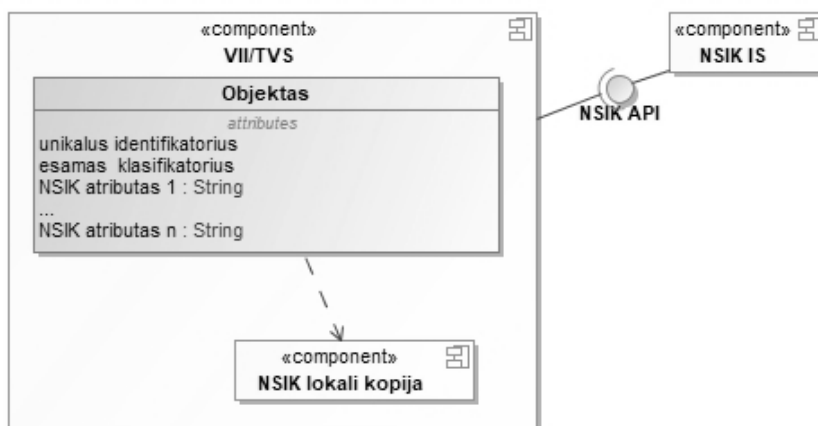 «component»
VII/TVS
Objektas
attributes
unikalus identifikatorius
esamas klasifikatorius
NSIK atributas 1 : String
...
NSIK atributas n : String
«component»
NSIK lokali kopija
NSIK API
«component»
NSIK IS